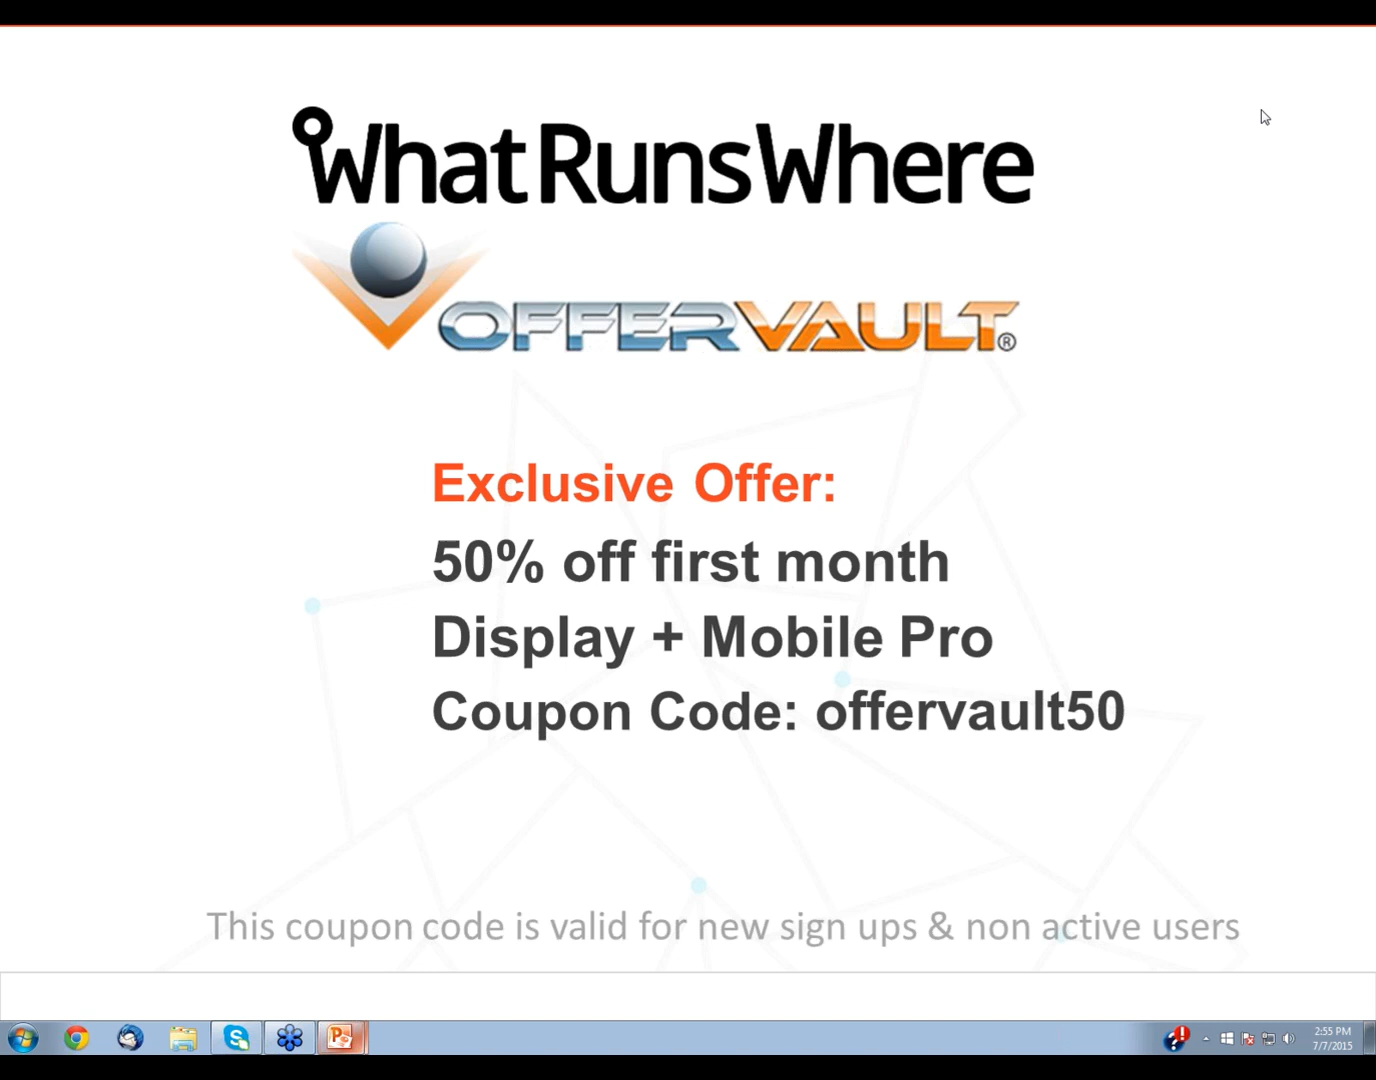 WhatRunsWhere
OFFERVAULT®
Exclusive Offer:
50% off first month
Display + Mobile Pro
Coupon Code: offervault50
This coupon code is valid for new sign ups & non active users
2:55 PM
7/7/2015